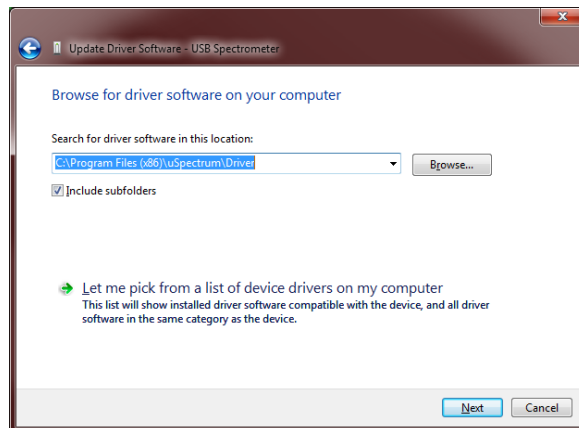 Update Driver Software - USB Spectrometer
Browse for driver software on your computer
Search for driver software in this location:
C:\Program Files (x86)\uSpectrum\Driver
Browse...
Include subfolders
Let me pick from a list of device drivers on my computer
This list will show installed driver software compatible with the device, and all driver
software in the same category as the device.
Next
Cancel